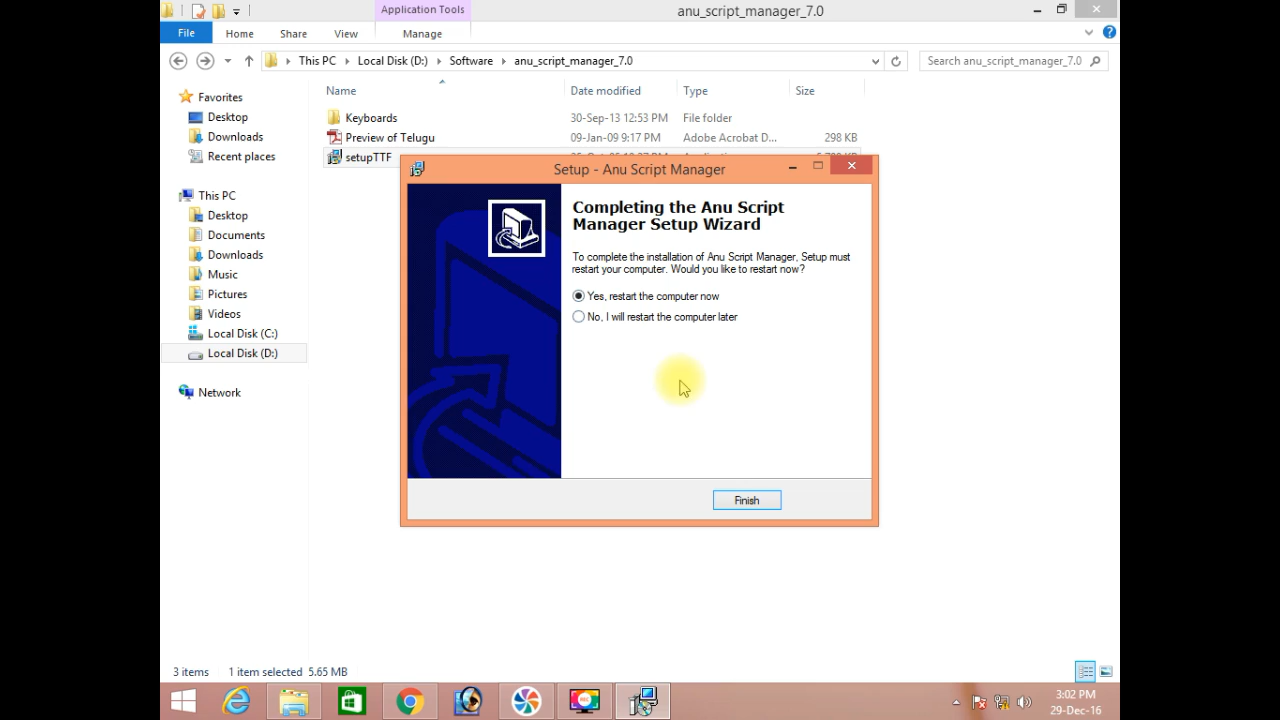 Application Tools
anu_script_manager_7.0
File
Home
Share
View
Manage
This PC
Local Disk (D:)
Software
anu_script_manager_7.0
Search anu_script_manager_7.0
Name
Date modified
Type
Size
Favorites
Desktop
Downloads
Recent places
This PC
Desktop
Documents
Downloads
Music
Pictures
Videos
Local Disk (C:)
Local Disk (D:)
Network
Keyboards
30-Sep-13 12:53 PM
File folder
Preview of Telugu
09-Jan-09 9:17 PM
Adobe Acrobat D...
298 KB
setupTTF
Setup - Anu Script Manager
Completing the Anu Script
Manager Setup Wizard
To complete the installation of Anu Script Manager, Setup must
restart your computer. Would you like to restart now?
Yes, restart the computer now
No, I will restart the computer later
Finish
3 items
1 item selected 5.65 MB
3:02 PM
29-Dec-16